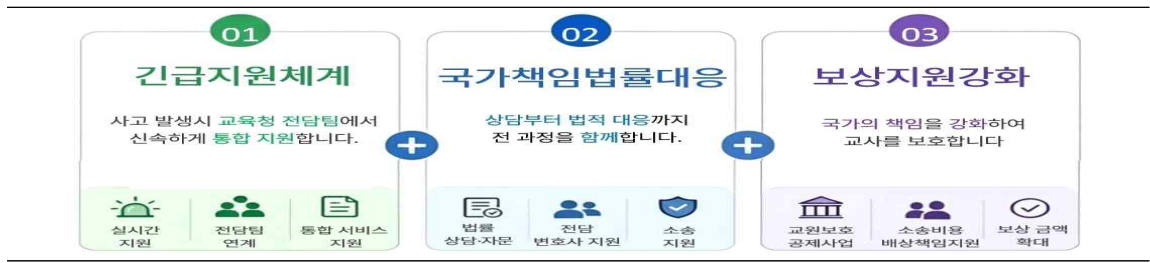 01
긴급지원체계
사고 발생시 교육청 전담팀에서
신속하게 통합 지원합니다.
실시간
지원
전담팀
연계
통합 서비스
지원
02
국가책임법률대응
상담부터 법적 대응까지
전 과정을 함께합니다.
법률
상담·자문
전담
변호사 지원
소송
지원
03
보상지원강화
국가의 책임을 강화하여
교사를 보호합니다
교원보호
공제사업
소송비용
배상책임지원
보상 금액
확대